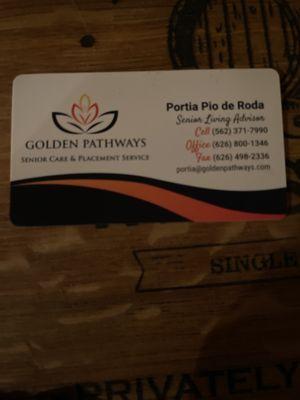 Portia Pio de Roda
Senior Living Advisor
Cell (562) 371-7990
Office (626) 800-1346
Fax (626) 498-2336
portia@goldenpathways.com
GOLDEN PATHWAYS
SENIOR CARE & PLACEMENT SERVICE
SINGLE
PRIVATELY